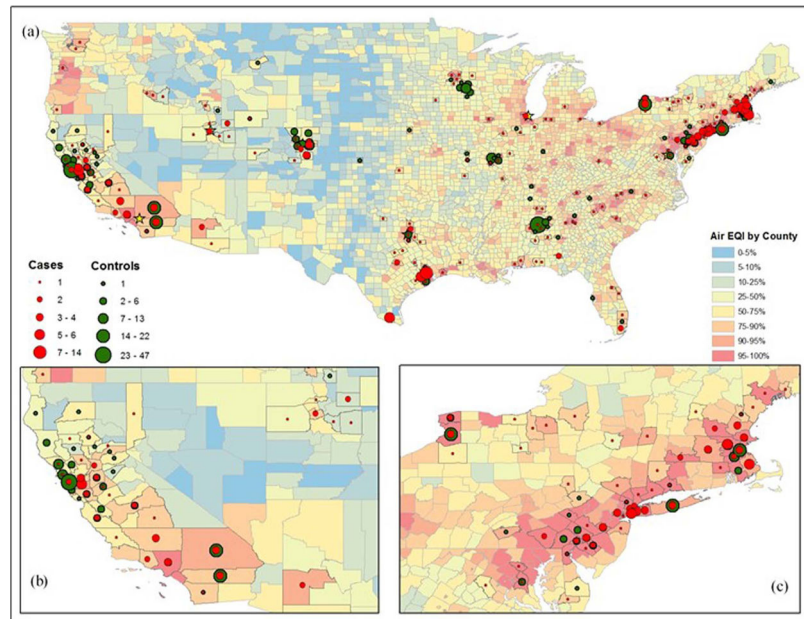 (a)
Cases Controls
1 1
2 2 - 6
3 - 4 7 - 13
5 - 6 14 - 22
7 - 14 23 - 47
Air EQI by County
0-5%
5-10%
10-25%
25-50%
50-75%
75-90%
90-95%
95-100%
(b)
(c)